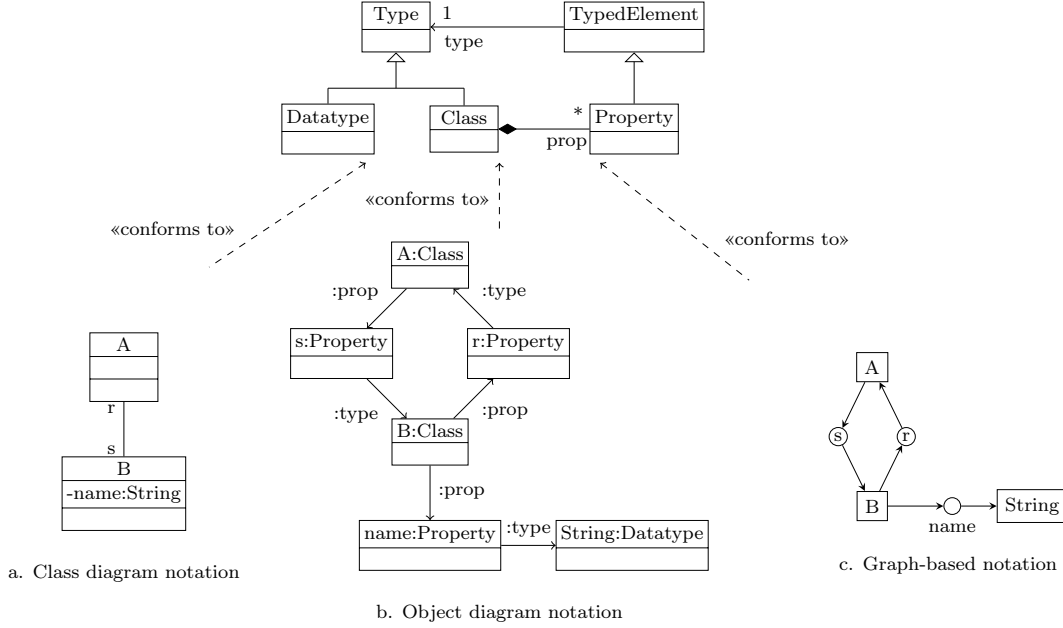 Type
1
TypedElement
type
Datatype
Class
*
Property
prop
«conforms to»
«conforms to»
«conforms to»
A
r
s
B
-name:String
a. Class diagram notation
A:Class
:prop
:type
s:Property
r:Property
:type
:prop
B:Class
:prop
name:Property
:type
String:Datatype
b. Object diagram notation
A
s
r
B
name
String
c. Graph-based notation